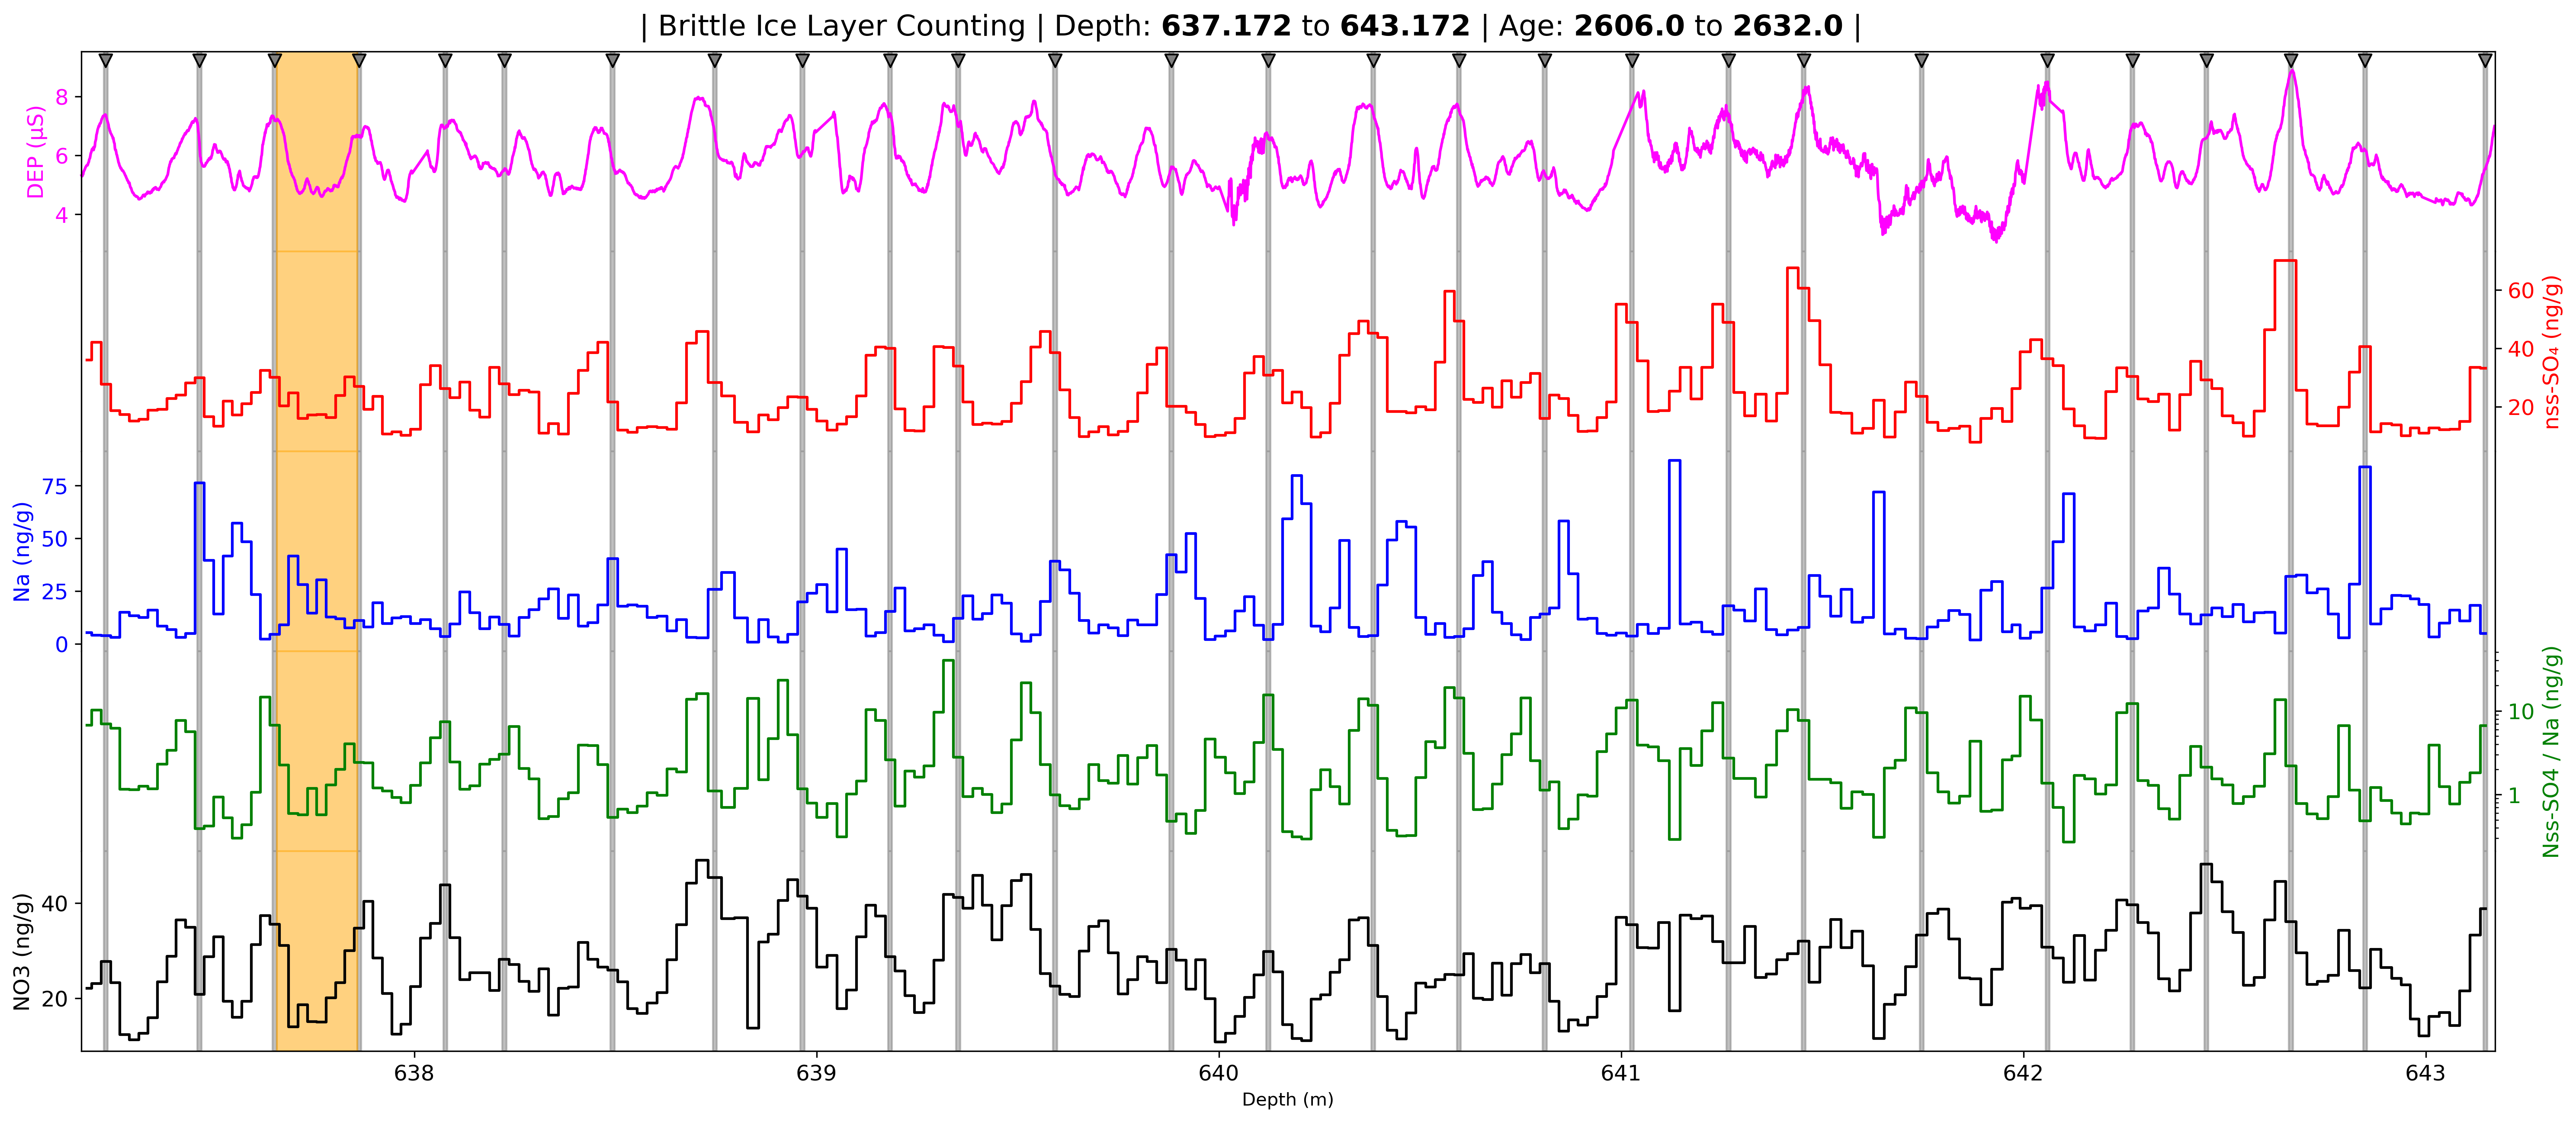 | Brittle Ice Layer Counting | Depth: 637.172 to 643.172 | Age: 2606.0 to 2632.0 |
DEP (µS)
8
6
4
nss-SO₄ (ng/g)
60
40
20
Na (ng/g)
75
50
25
0
Nss-SO4 / Na (ng/g)
10
1
NO3 (ng/g)
40
20
638
639
640
641
642
643
Depth (m)